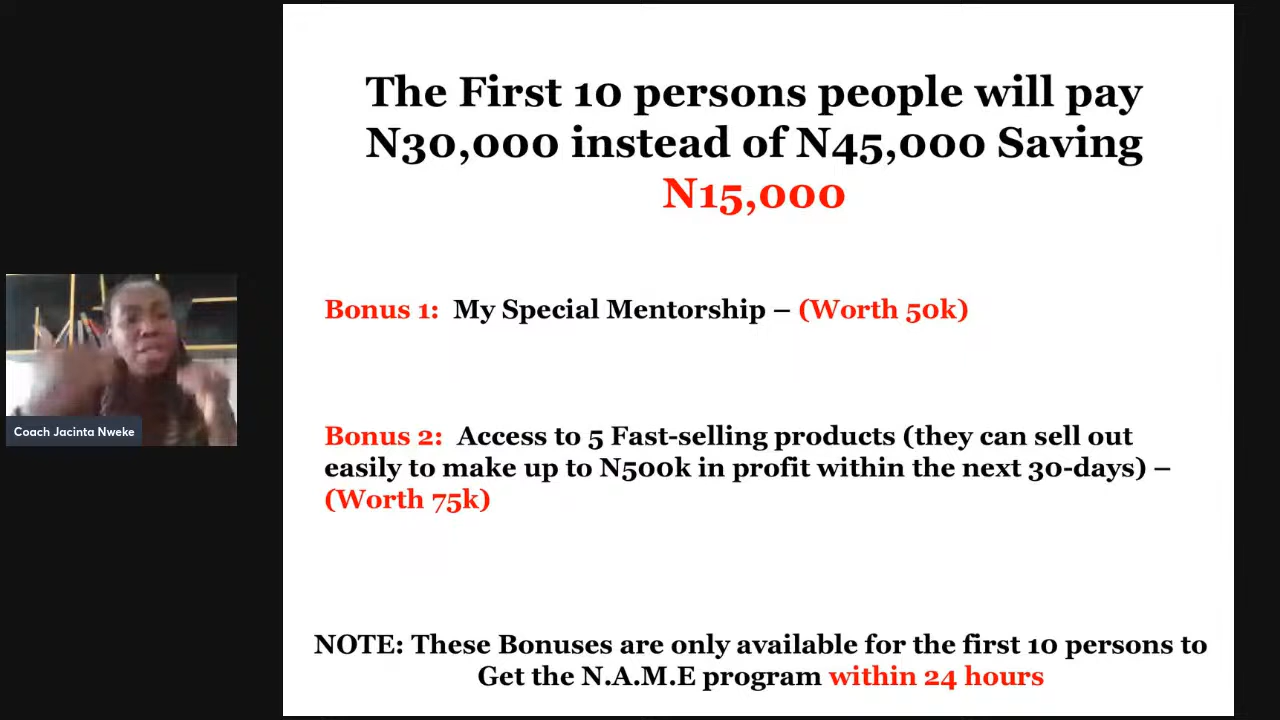 The First 10 persons people will pay
N30,000 instead of N45,000 Saving
N15,000
Bonus 1: My Special Mentorship – (Worth 50k)
Coach Jacinta Nweke
Bonus 2: Access to 5 Fast-selling products (they can sell out
easily to make up to N500k in profit within the next 30-days) –
(Worth 75k)
NOTE: These Bonuses are only available for the first 10 persons to
Get the N.A.M.E program within 24 hours